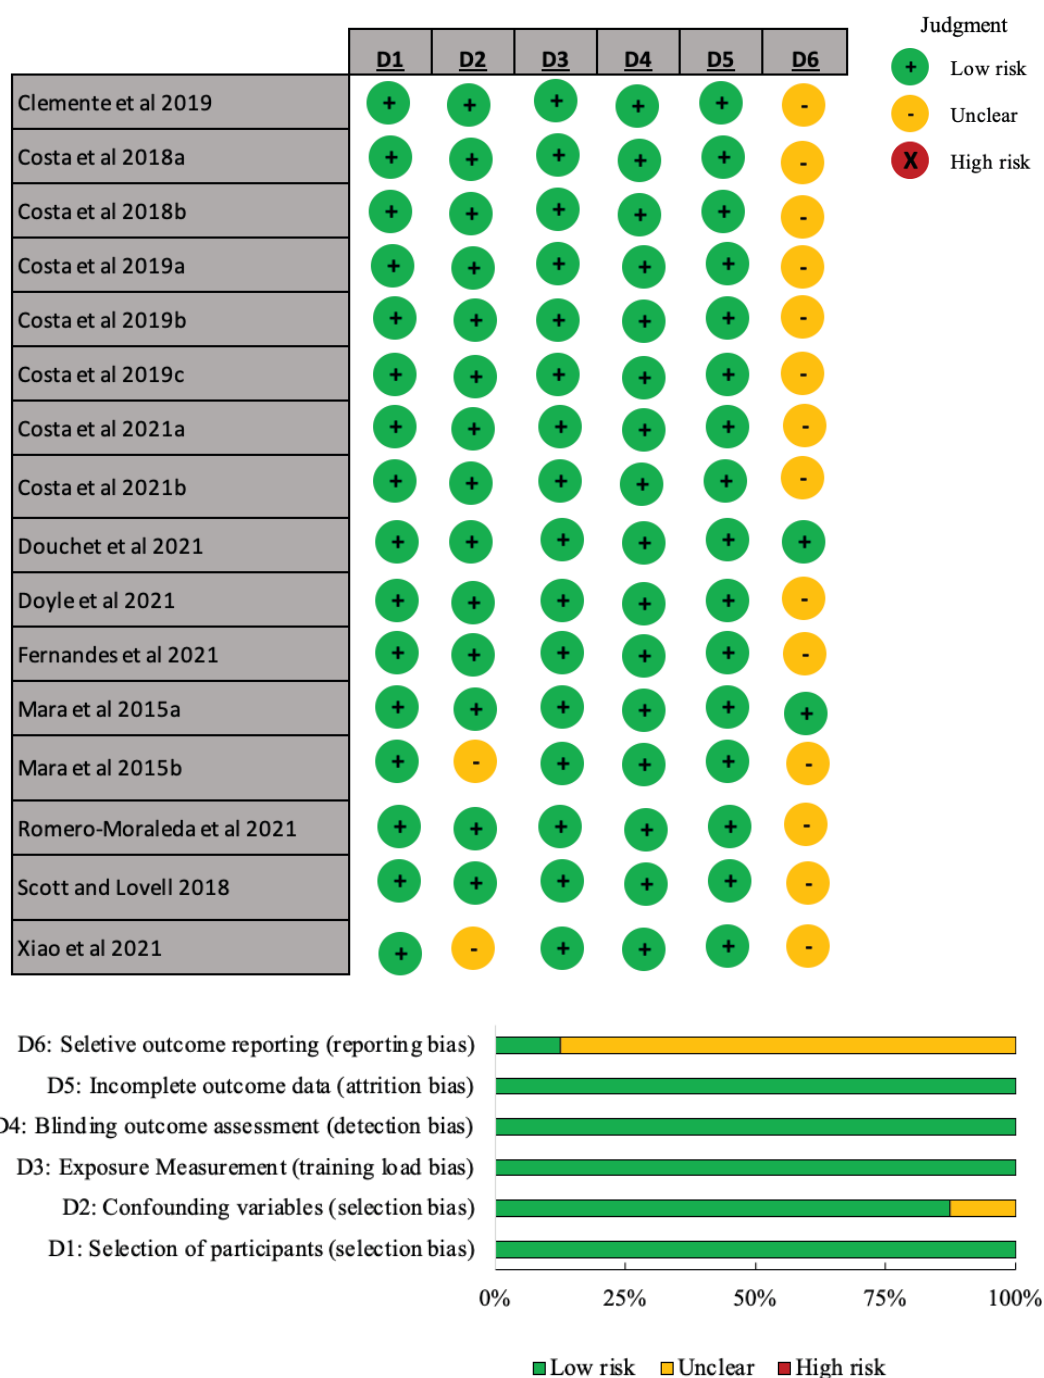 Judgment
D1 D2 D3 D4 D5 D6
+ Low risk
- Unclear
X High risk
Clemente et al 2019 + + + + + -
Costa et al 2018a + + + + + -
Costa et al 2018b + + + + + -
Costa et al 2019a + + + + + -
Costa et al 2019b + + + + + -
Costa et al 2019c + + + + + -
Costa et al 2021a + + + + + -
Costa et al 2021b + + + + + -
Douchet et al 2021 + + + + + +
Doyle et al 2021 + + + + + -
Fernandes et al 2021 + + + + + -
Mara et al 2015a + + + + + +
Mara et al 2015b + - + + + -
Romero-Moraleda et al 2021 + + + + + -
Scott and Lovell 2018 + + + + + -
Xiao et al 2021 + - + + + -
D6: Seletive outcome reporting (reporting bias)
D5: Incomplete outcome data (attrition bias)
D4: Blinding outcome assessment (detection bias)
D3: Exposure Measurement (training load bias)
D2: Confounding variables (selection bias)
D1: Selection of participants (selection bias)
0% 25% 50% 75% 100%
Low risk Unclear High risk